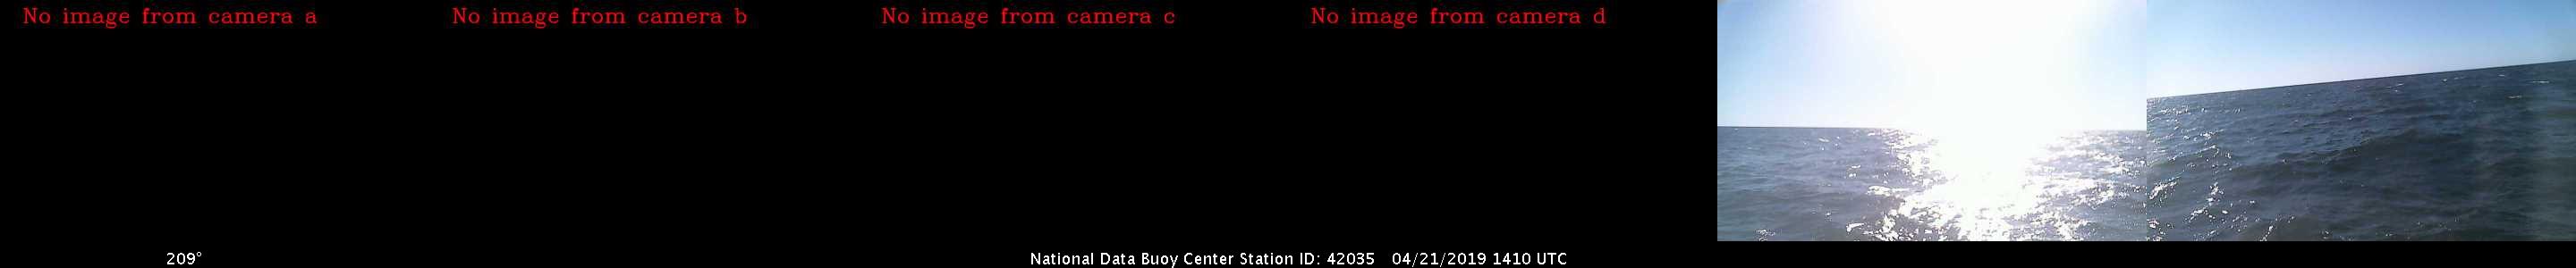 No image from camera a
No image from camera b
No image from camera c
No image from camera d
209°
National Data Buoy Center Station ID: 42035 04/21/2019 1410 UTC